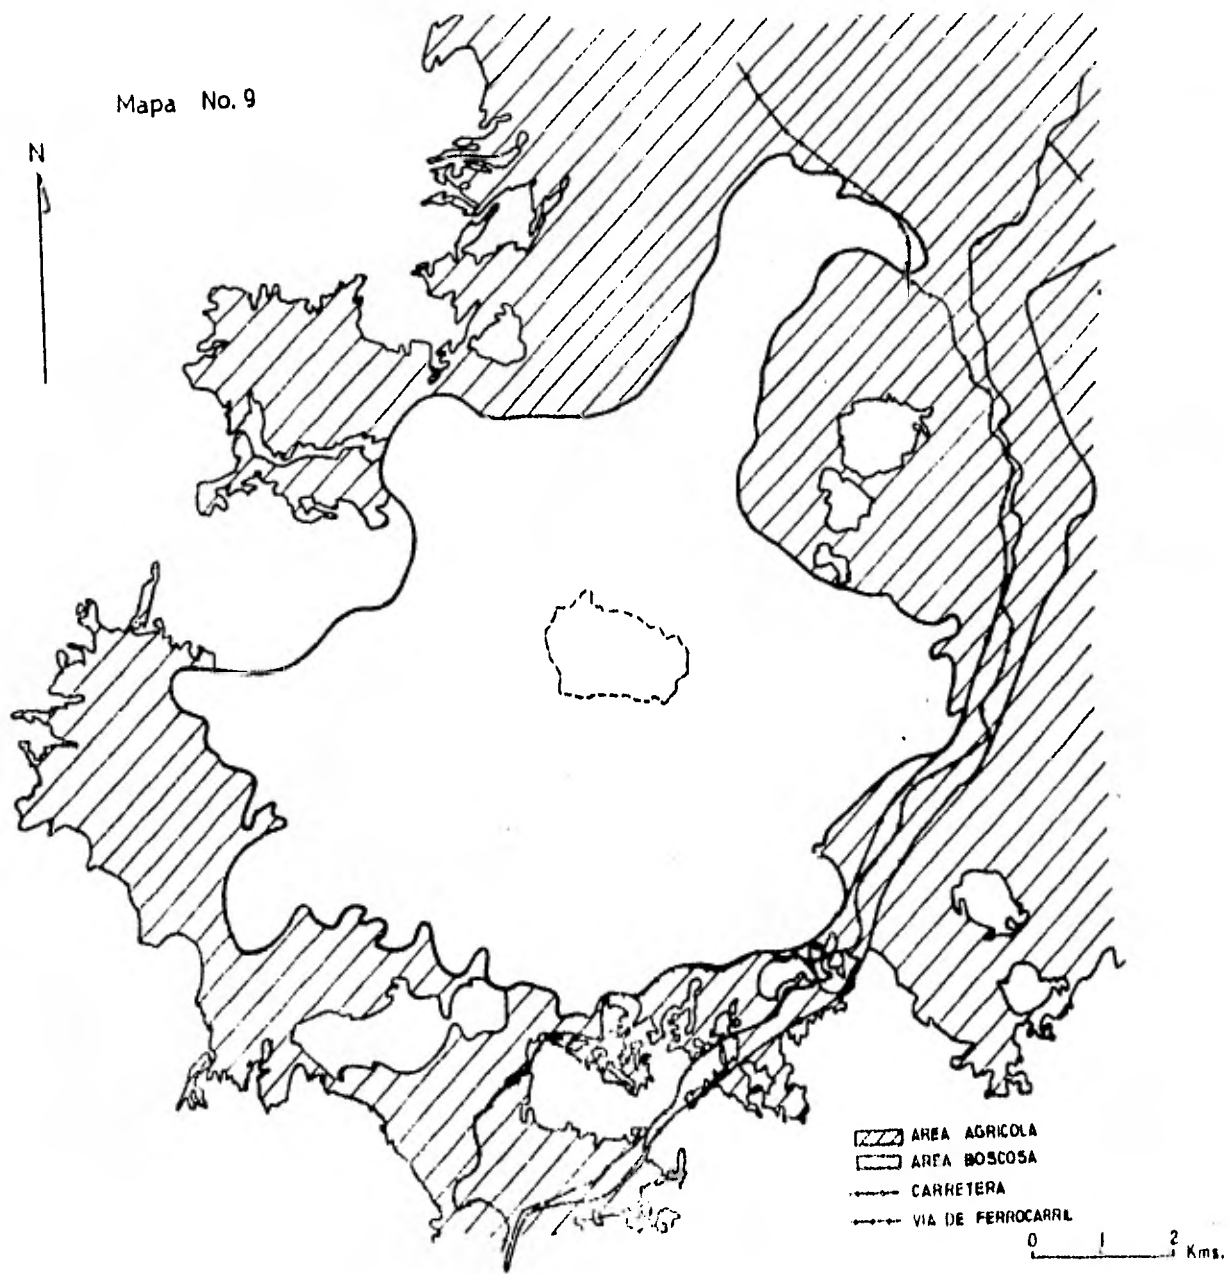 Mapa No. 9
N
AREA AGRICOLA
AREA BOSCOSA
CARRETERA
VIA DE FERROCARRIL
0 1 2 Kms.